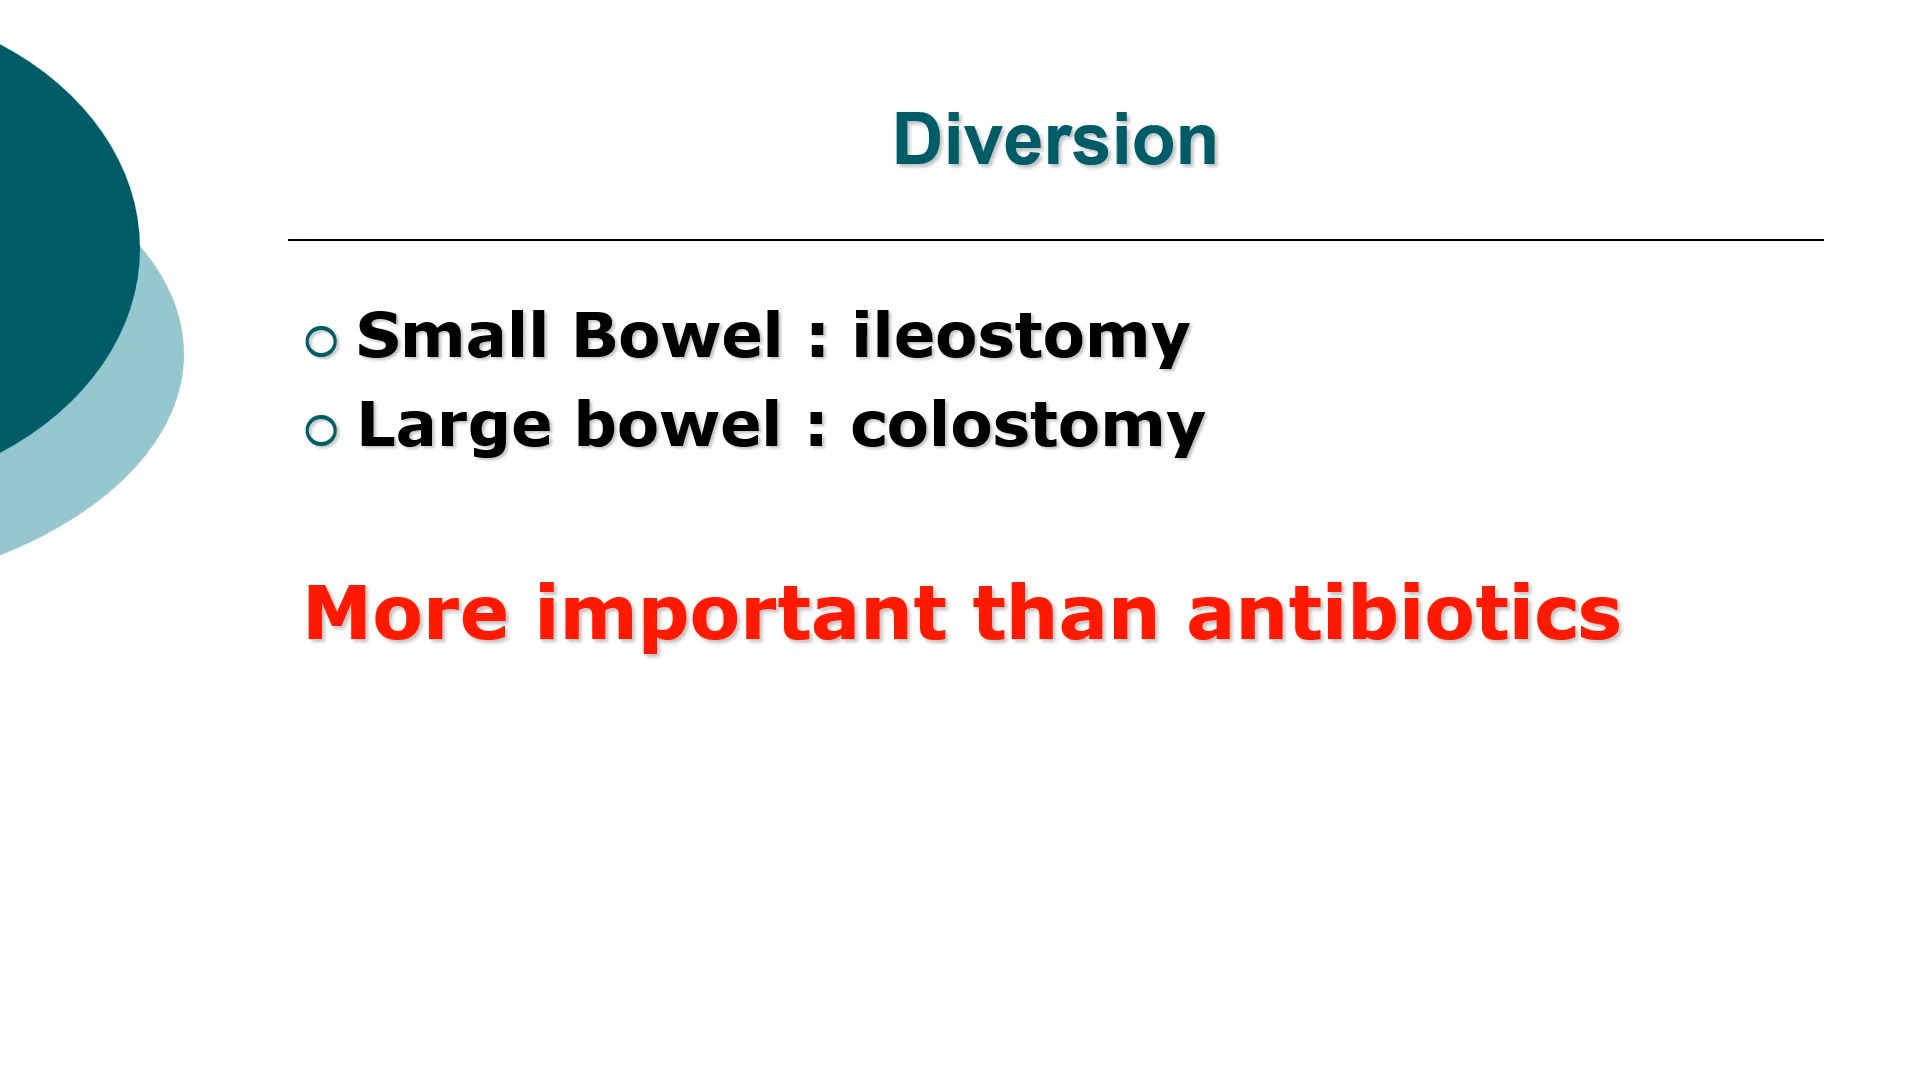 Diversion
Small Bowel : ileostomy
Large bowel : colostomy
More important than antibiotics